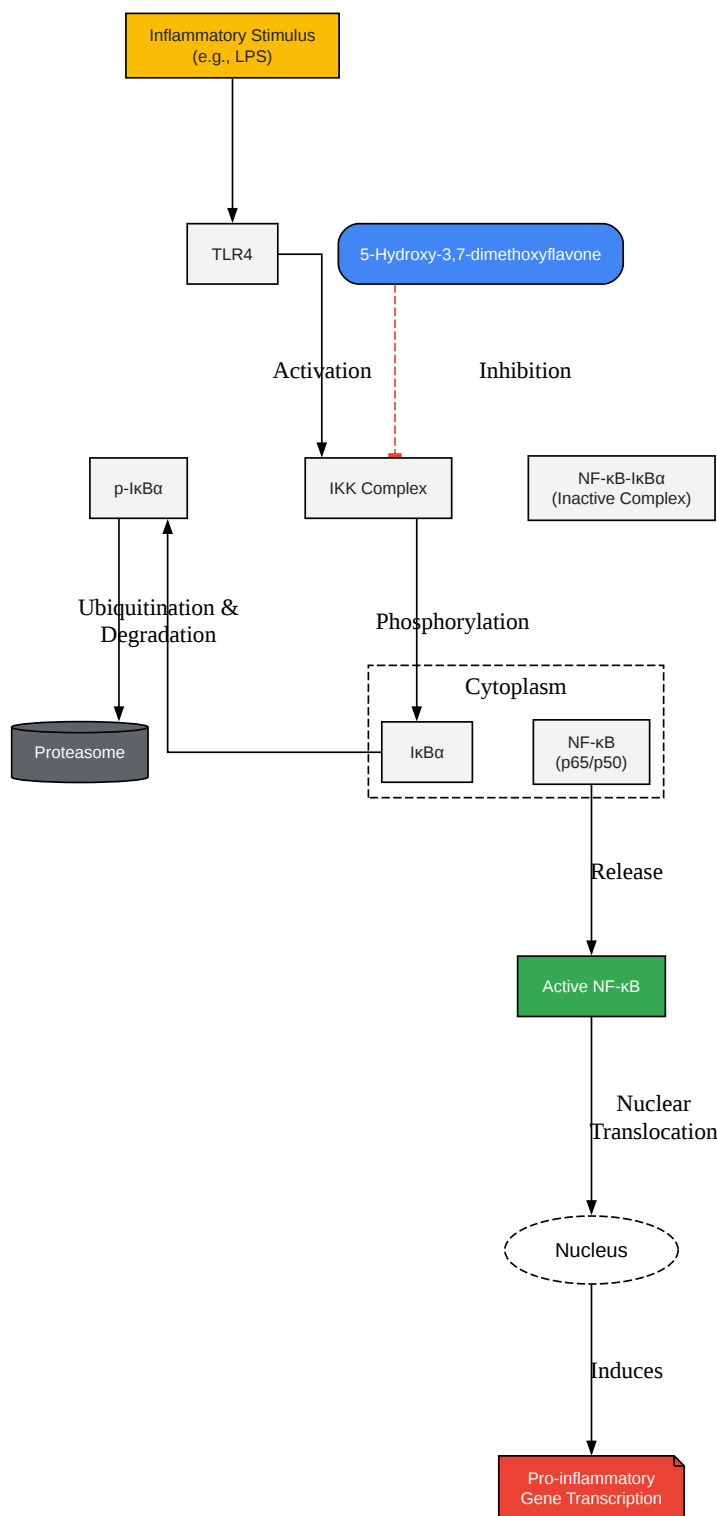 Inflammatory Stimulus
(e.g., LPS)
TLR4
5-Hydroxy-3,7-dimethoxyflavone
Activation
Inhibition
p-IκBα
IKK Complex
NF-κB-IκBα
(Inactive Complex)
Ubiquitination &
Degradation
Phosphorylation
Cytoplasm
Proteasome
IκBα
NF-κB
(p65/p50)
Release
Active NF-κB
Nuclear
Translocation
Nucleus
Induces
Pro-inflammatory
Gene Transcription